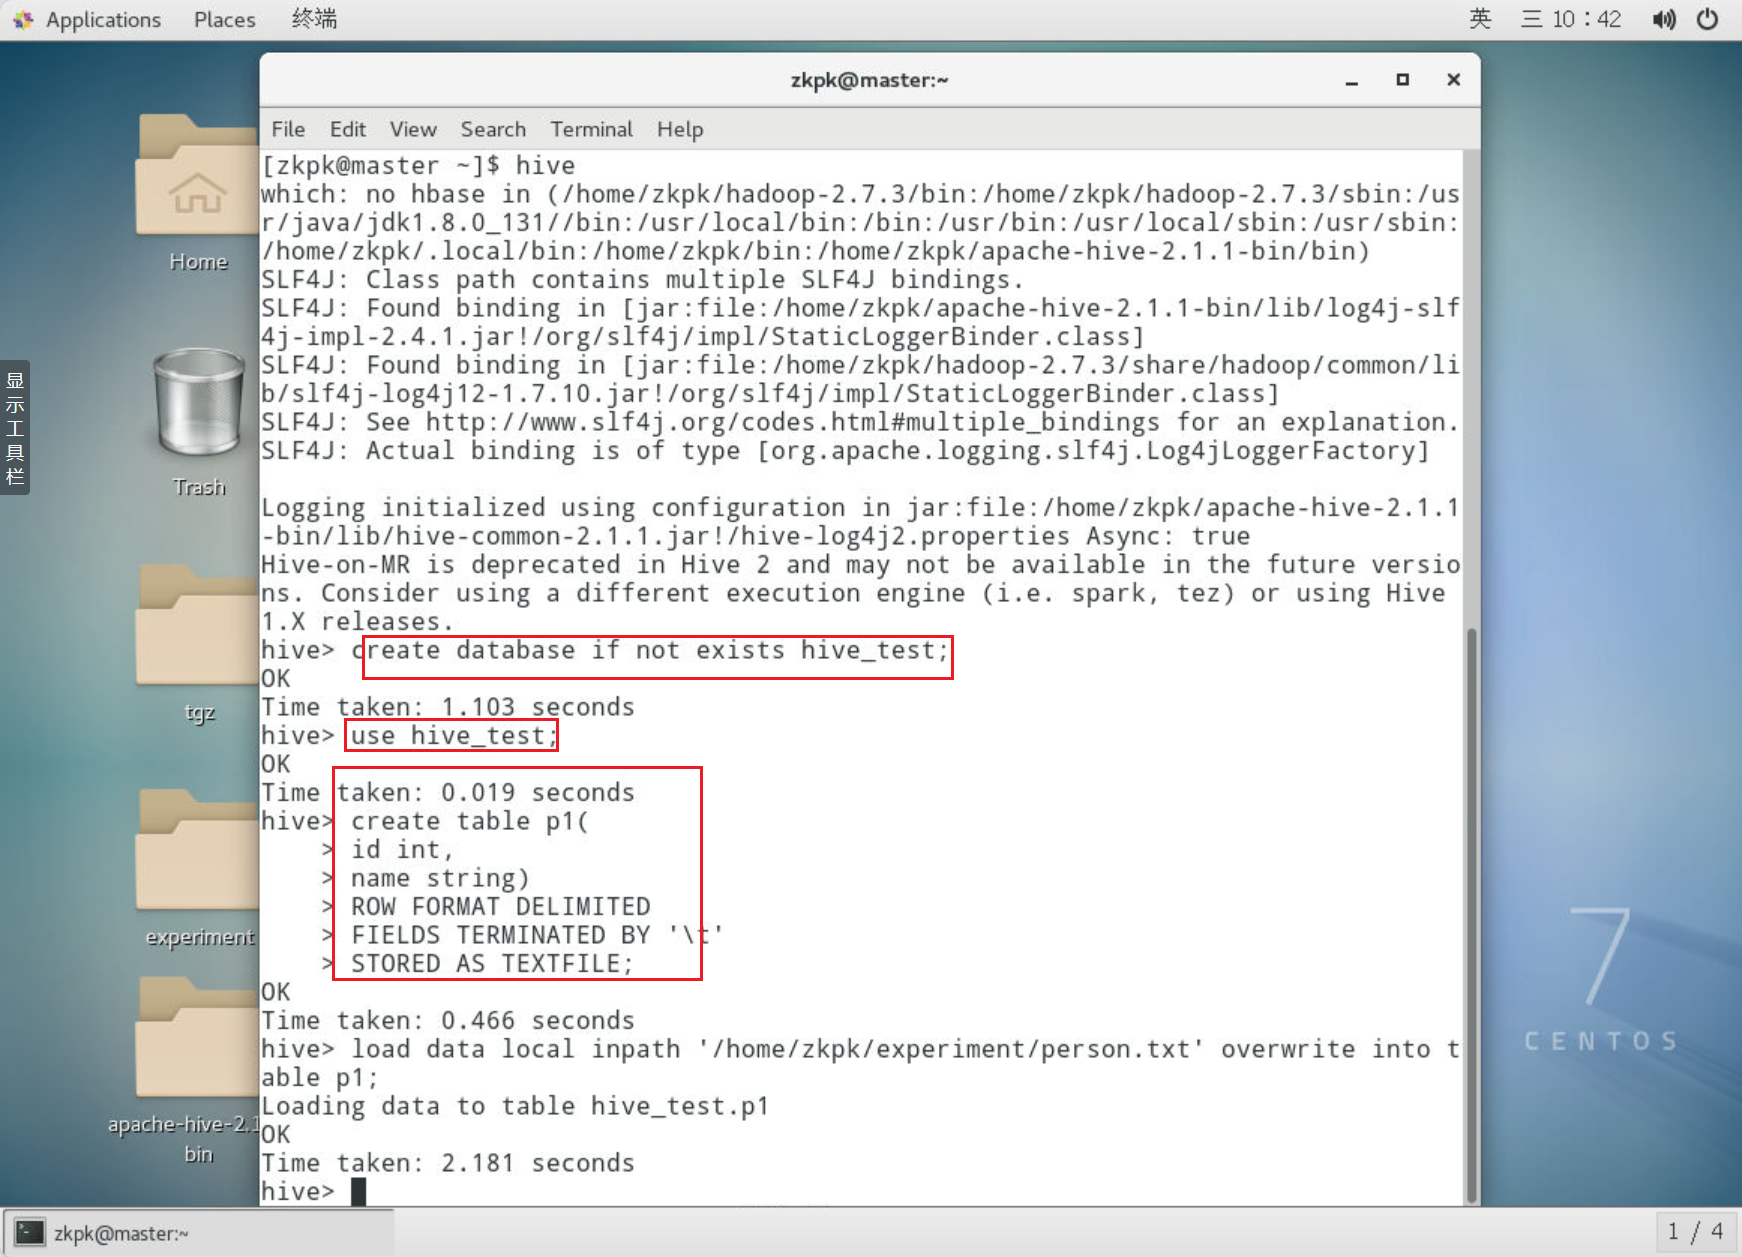 Applications Places 终端 英 三 10：42
zkpk@master:~
File Edit View Search Terminal Help
[zkpk@master ~]$ hive
which: no hbase in (/home/zkpk/hadoop-2.7.3/bin:/home/zkpk/hadoop-2.7.3/sbin:/us
r/java/jdk1.8.0_131//bin:/usr/local/bin:/bin:/usr/bin:/usr/local/sbin:/usr/sbin:
/home/zkpk/.local/bin:/home/zkpk/bin:/home/zkpk/apache-hive-2.1.1-bin/bin)
SLF4J: Class path contains multiple SLF4J bindings.
SLF4J: Found binding in [jar:file:/home/zkpk/apache-hive-2.1.1-bin/lib/log4j-slf
4j-impl-2.4.1.jar!/org/slf4j/impl/StaticLoggerBinder.class]
SLF4J: Found binding in [jar:file:/home/zkpk/hadoop-2.7.3/share/hadoop/common/li
b/slf4j-log4j12-1.7.10.jar!/org/slf4j/impl/StaticLoggerBinder.class]
SLF4J: See http://www.slf4j.org/codes.html#multiple_bindings for an explanation.
SLF4J: Actual binding is of type [org.apache.logging.slf4j.Log4jLoggerFactory]
Logging initialized using configuration in jar:file:/home/zkpk/apache-hive-2.1.1
-bin/lib/hive-common-2.1.1.jar!/hive-log4j2.properties Async: true
Hive-on-MR is deprecated in Hive 2 and may not be available in the future versio
ns. Consider using a different execution engine (i.e. spark, tez) or using Hive
1.X releases.
hive> create database if not exists hive_test;
OK
Time taken: 1.103 seconds
hive> use hive_test;
OK
Time taken: 0.019 seconds
hive> create table p1(
> id int,
> name string)
> ROW FORMAT DELIMITED
> FIELDS TERMINATED BY '\t'
> STORED AS TEXTFILE;
OK
Time taken: 0.466 seconds
hive> load data local inpath '/home/zkpk/experiment/person.txt' overwrite into t
able p1;
Loading data to table hive_test.p1
OK
Time taken: 2.181 seconds
hive>
Home
Trash
tgz
experiment
apache-hive-2.1
bin
显示工具栏
7
CENTOS
zkpk@master:~
1 / 4